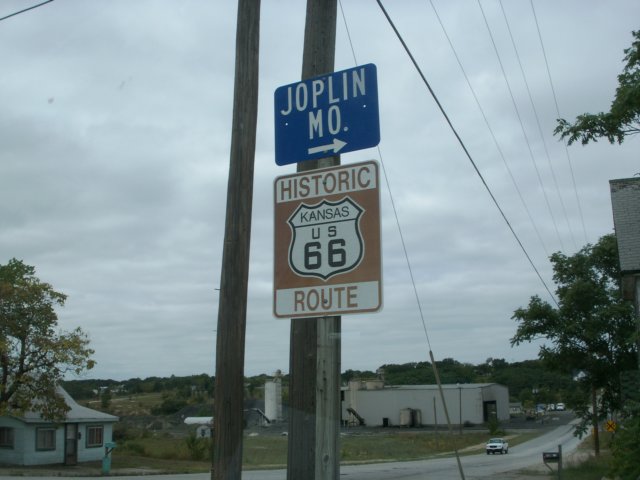 JOPLIN
MO.
HISTORIC
KANSAS
US
66
ROUTE